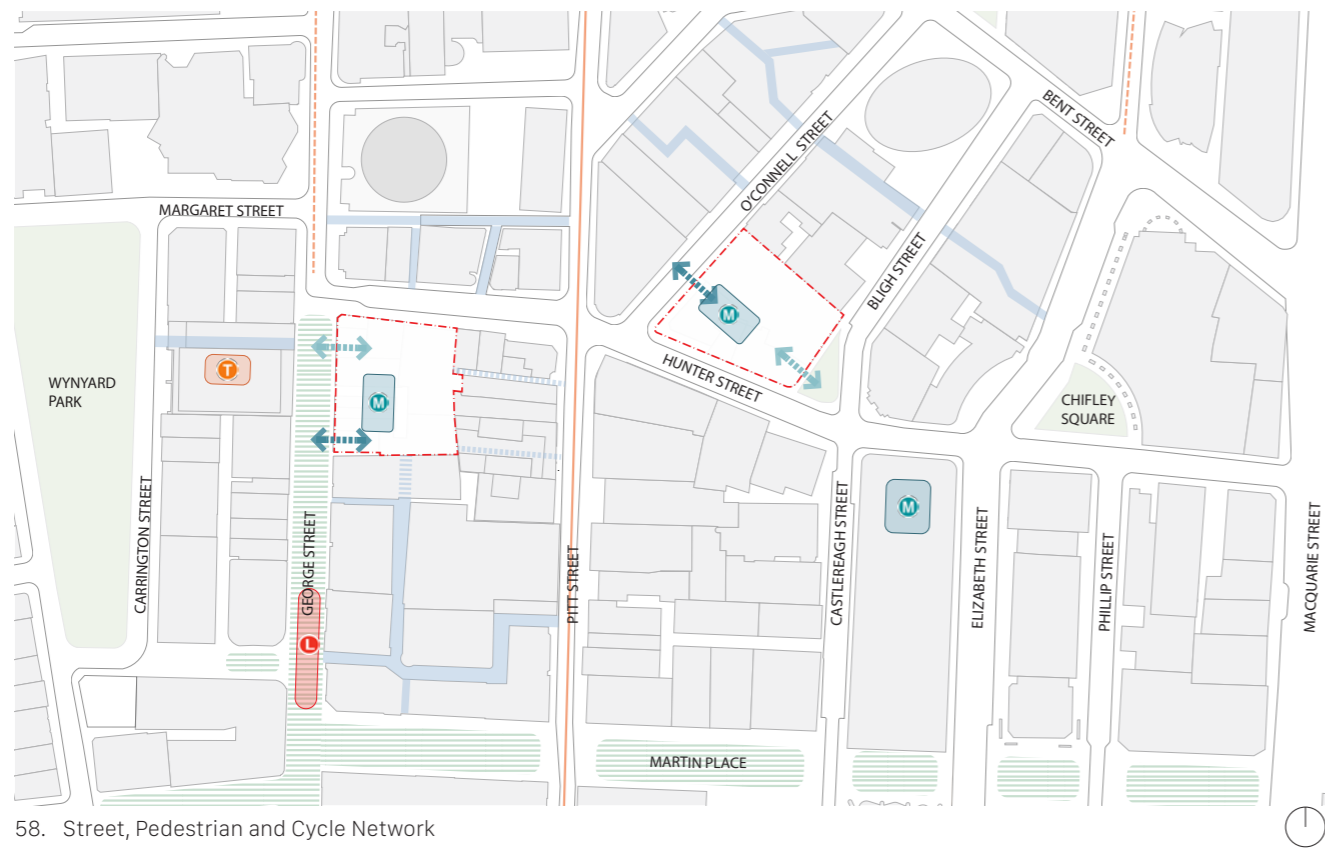 BENT STREET
O'CONNELL STREET
MARGARET STREET
BLIGH STREET
M
HUNTER STREET
T
WYNYARD
PARK
M
CHIFLEY
SQUARE
CARRINGTON STREET
GEORGE STREET
PITT STREET
CASTLEREAGH STREET
M
ELIZABETH STREET
PHILLIP STREET
MACQUARIE STREET
L
MARTIN PLACE
58. Street, Pedestrian and Cycle Network